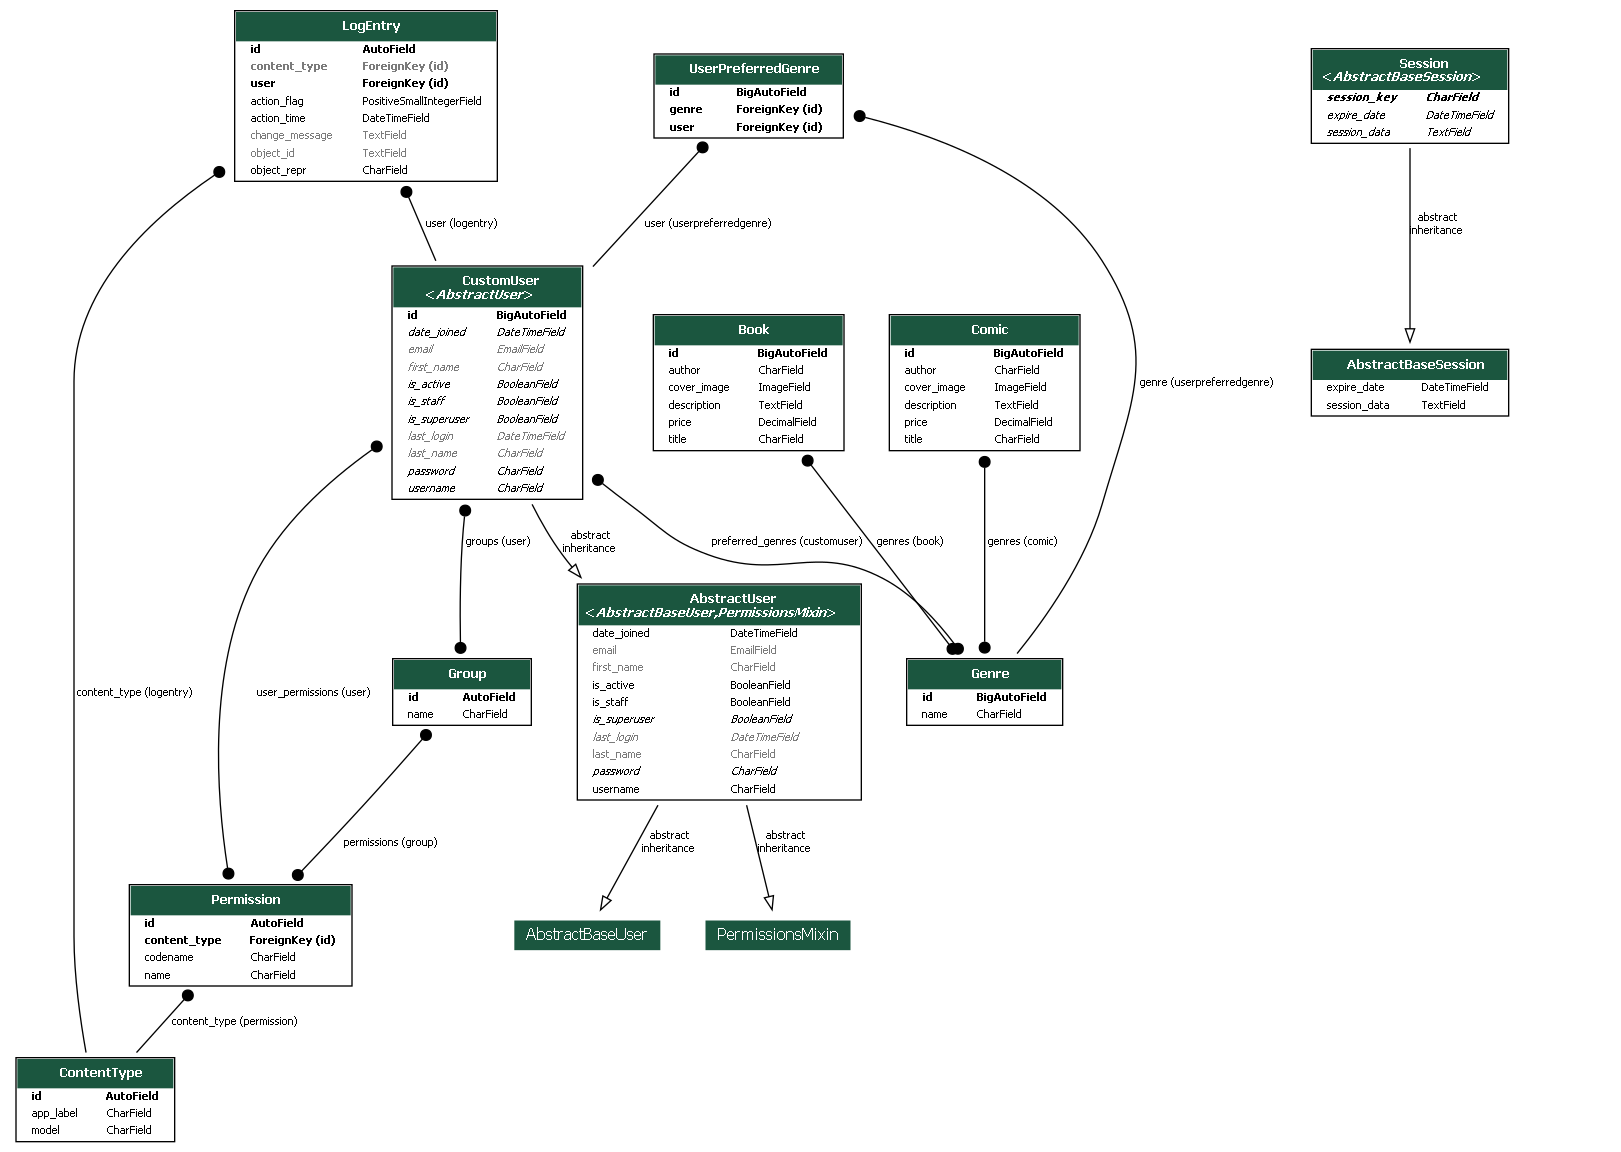 LogEntry
id AutoField
content_type ForeignKey (id)
user ForeignKey (id)
action_flag PositiveSmallIntegerField
action_time DateTimeField
change_message TextField
object_id TextField
object_repr CharField
UserPreferredGenre
id BigAutoField
genre ForeignKey (id)
user ForeignKey (id)
Session
<AbstractBaseSession>
session_key CharField
expire_date DateTimeField
session_data TextField
user (logentry)
user (userpreferredgenre)
abstract
inheritance
CustomUser
<AbstractUser>
id BigAutoField
date_joined DateTimeField
email EmailField
first_name CharField
is_active BooleanField
is_staff BooleanField
is_superuser BooleanField
last_login DateTimeField
last_name CharField
password CharField
username CharField
Book
id BigAutoField
author CharField
cover_image ImageField
description TextField
price DecimalField
title CharField
Comic
id BigAutoField
author CharField
cover_image ImageField
description TextField
price DecimalField
title CharField
genre (userpreferredgenre)
AbstractBaseSession
expire_date DateTimeField
session_data TextField
groups (user)
abstract
inheritance
preferred_genres (customuser)
genres (book)
genres (comic)
AbstractUser
<AbstractBaseUser,PermissionsMixin>
date_joined DateTimeField
email EmailField
first_name CharField
is_active BooleanField
is_staff BooleanField
is_superuser BooleanField
last_login DateTimeField
last_name CharField
password CharField
username CharField
content_type (logentry)
user_permissions (user)
Group
id AutoField
name CharField
Genre
id BigAutoField
name CharField
permissions (group)
abstract
inheritance
abstract
inheritance
Permission
id AutoField
content_type ForeignKey (id)
codename CharField
name CharField
AbstractBaseUser
PermissionsMixin
content_type (permission)
ContentType
id AutoField
app_label CharField
model CharField